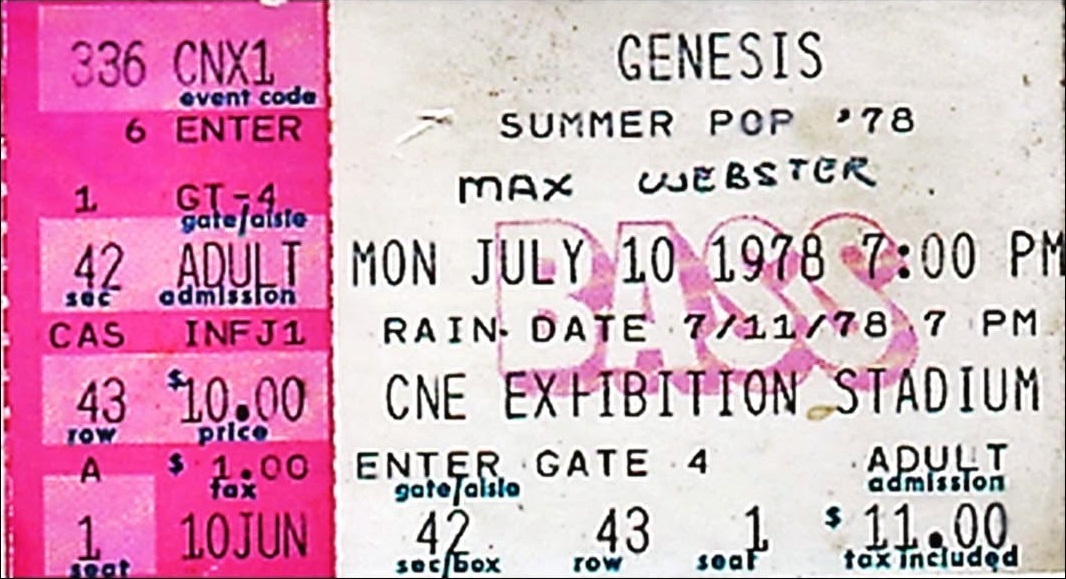 336 CNX1
event code
6 ENTER
1 GT-4
gate/aisle
42 ADULT
sec admission
CAS INFJ1
43 $10.00
row price
A $ 1.00
tax
1 10JUN
seat
GENESIS
SUMMER POP '78
MAX WEBSTER
BASS
MON JULY 10 1978 7:00 PM
RAIN DATE 7/11/78 7 PM
CNE EXHIBITION STADIUM
ENTER GATE 4 ADULT
gate/aisle admission
42 43 1 $ 11.00
sec/box row seat tax included